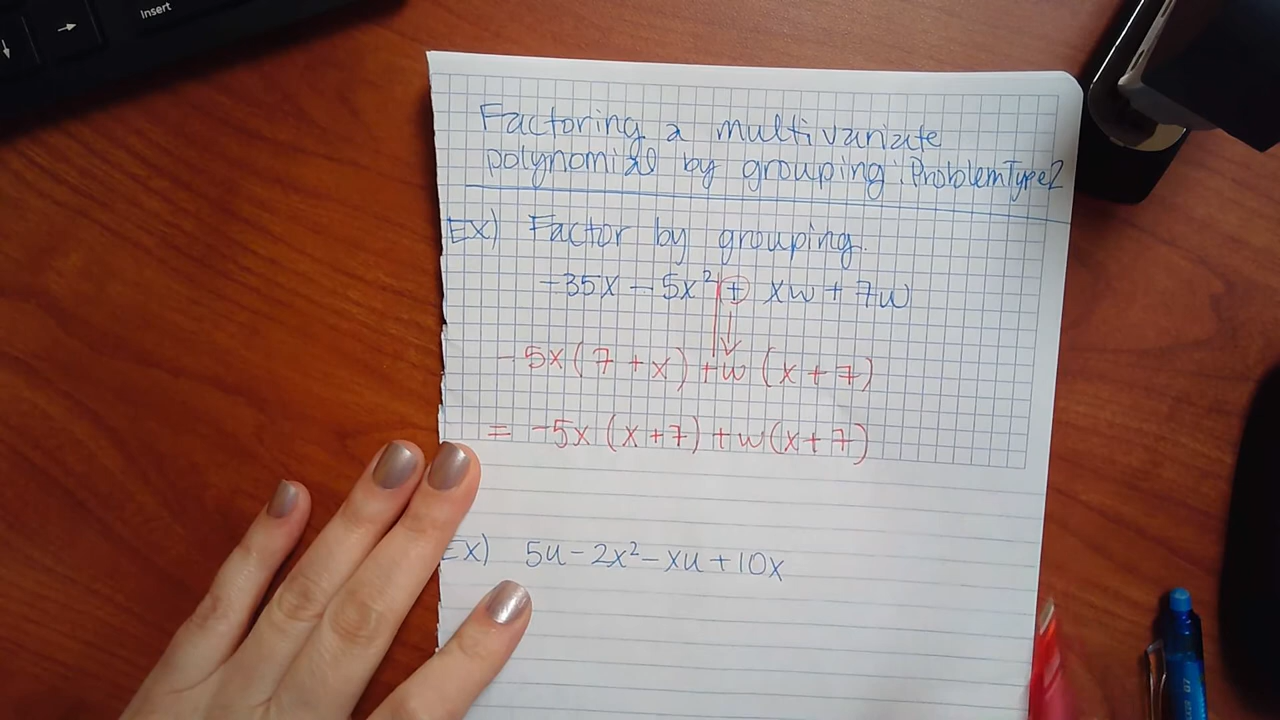 Insert
Factoring a multivariate
polynomial by grouping: Problem Type 2
EX) Factor by grouping.
-35x - 5x² + xw + 7w
-5x(7 + x) + w (x + 7)
= -5x (x+7) + w(x+7)
EX) 5u - 2x² - xu + 10x